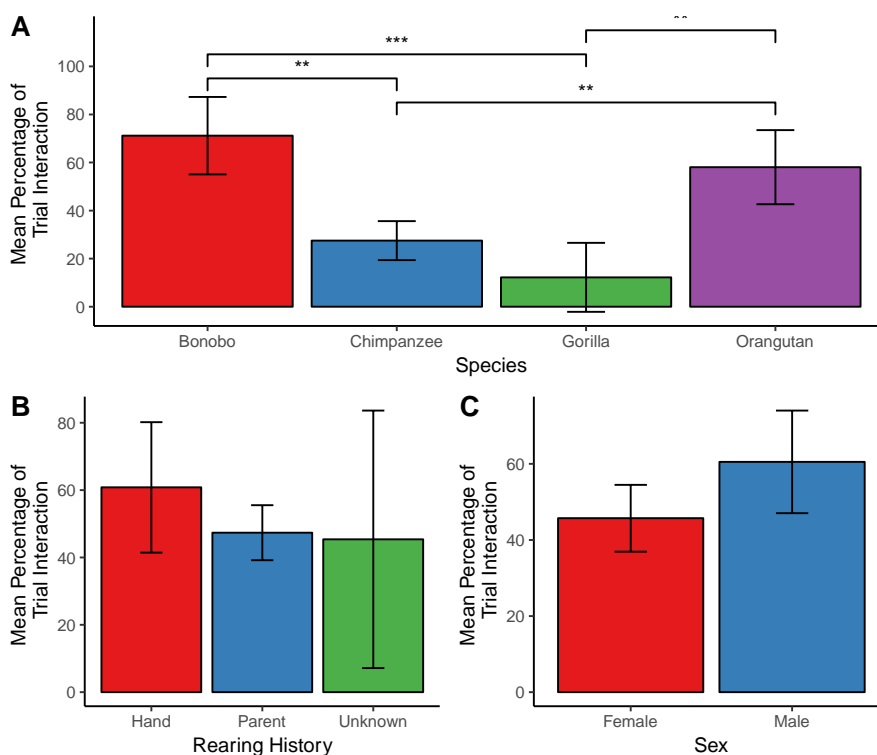 A
**
***
**
**
100
80
60
40
20
0
Mean Percentage of
Trial Interaction
Bonobo Chimpanzee Gorilla Orangutan
Species
B
80
60
40
20
0
Mean Percentage of
Trial Interaction
Hand Parent Unknown
Rearing History
C
60
40
20
0
Mean Percentage of
Trial Interaction
Female Male
Sex